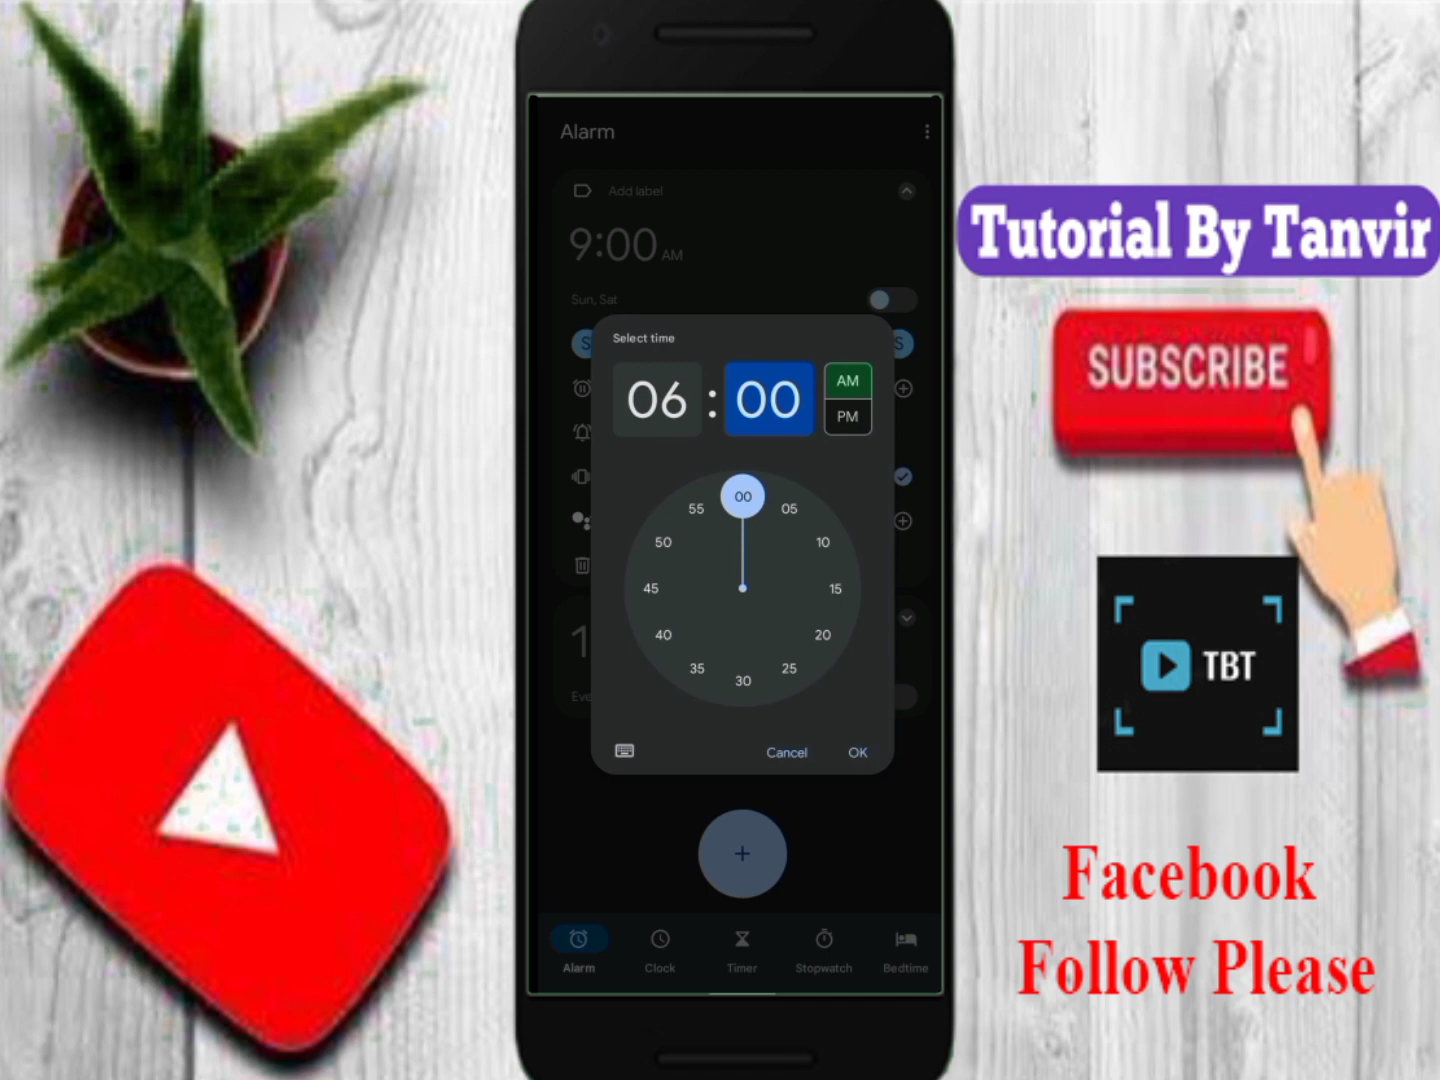 Alarm
Add label
9:00 AM
Sun, Sat
S
S
Select time
06 : 00
AM
PM
00
05
10
15
20
25
30
35
40
45
50
55
1
Eve
Cancel
OK
+
Alarm
Clock
Timer
Stopwatch
Bedtime
Tutorial By Tanvir
SUBSCRIBE
TBT
Facebook
Follow Please